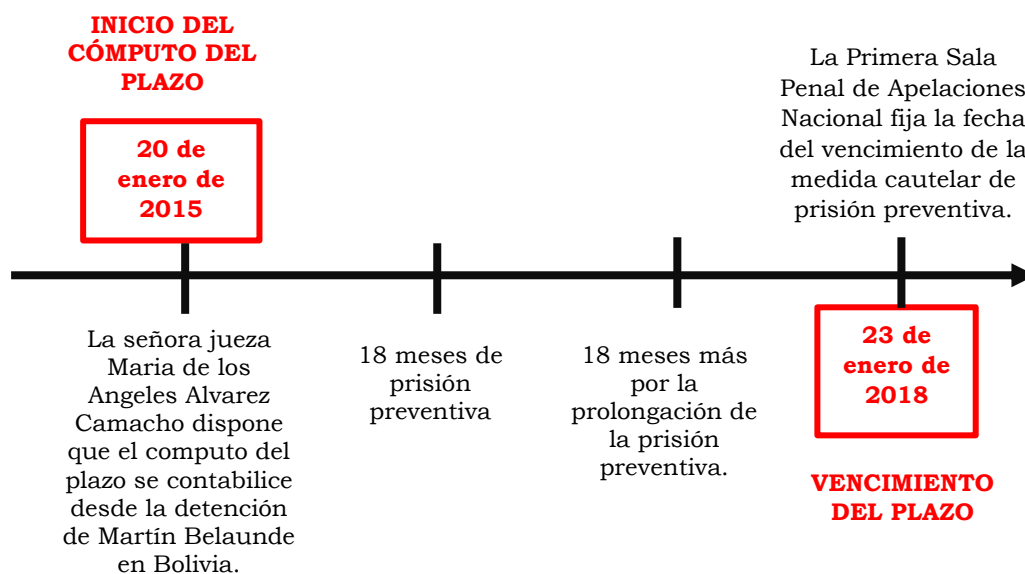 INICIO DEL
CÓMPUTO DEL
PLAZO
20 de
enero de
2015
La señora jueza
Maria de los
Angeles Alvarez
Camacho dispone
que el computo del
plazo se contabilice
desde la detención
de Martín Belaunde
en Bolivia.
18 meses de
prisión
preventiva
18 meses más
por la
prolongación de
la prisión
preventiva.
La Primera Sala
Penal de Apelaciones
Nacional fija la fecha
del vencimiento de la
medida cautelar de
prisión preventiva.
23 de
enero de
2018
VENCIMIENTO
DEL PLAZO